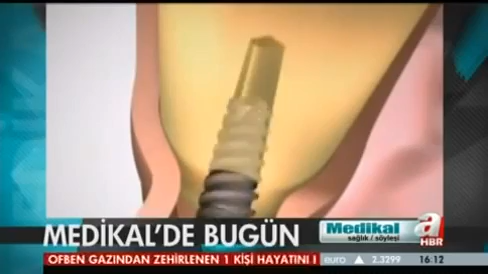 MEDİKAL'DE BUGÜN
Medikal
sağlık / söyleşi
a
HBR
OFBEN GAZINDAN ZEHİRLENEN 1 KİŞİ HAYATINI
euro ▲ 2.3299
16:12